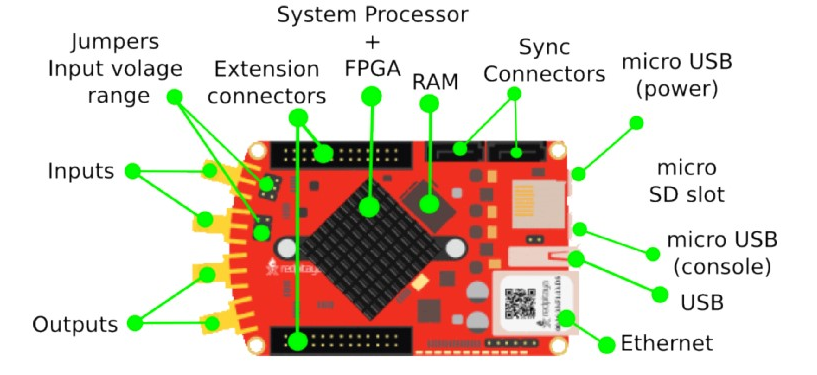 System Processor
+
FPGA
Jumpers
Input volage
range
Extension
connectors
RAM
Sync
Connectors
micro USB
(power)
Inputs
micro
SD slot
micro USB
(console)
USB
Outputs
Ethernet
redpitaya